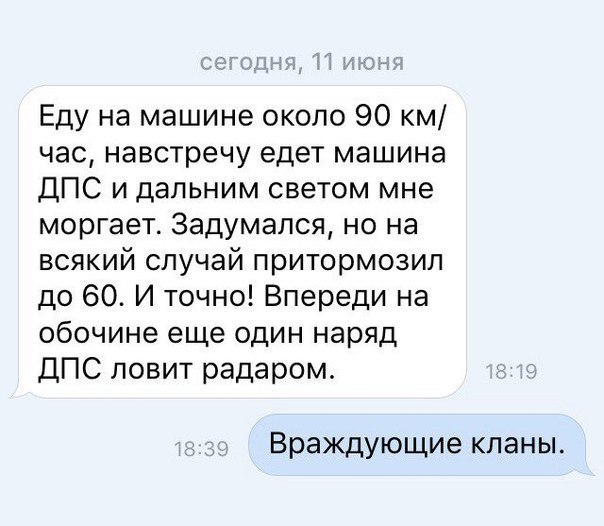 сегодня, 11 июня
Еду на машине около 90 км/
час, навстречу едет машина
ДПС и дальним светом мне
моргает. Задумался, но на
всякий случай притормозил
до 60. И точно! Впереди на
обочине еще один наряд
ДПС ловит радаром.
18:19
18:39
Враждующие кланы.